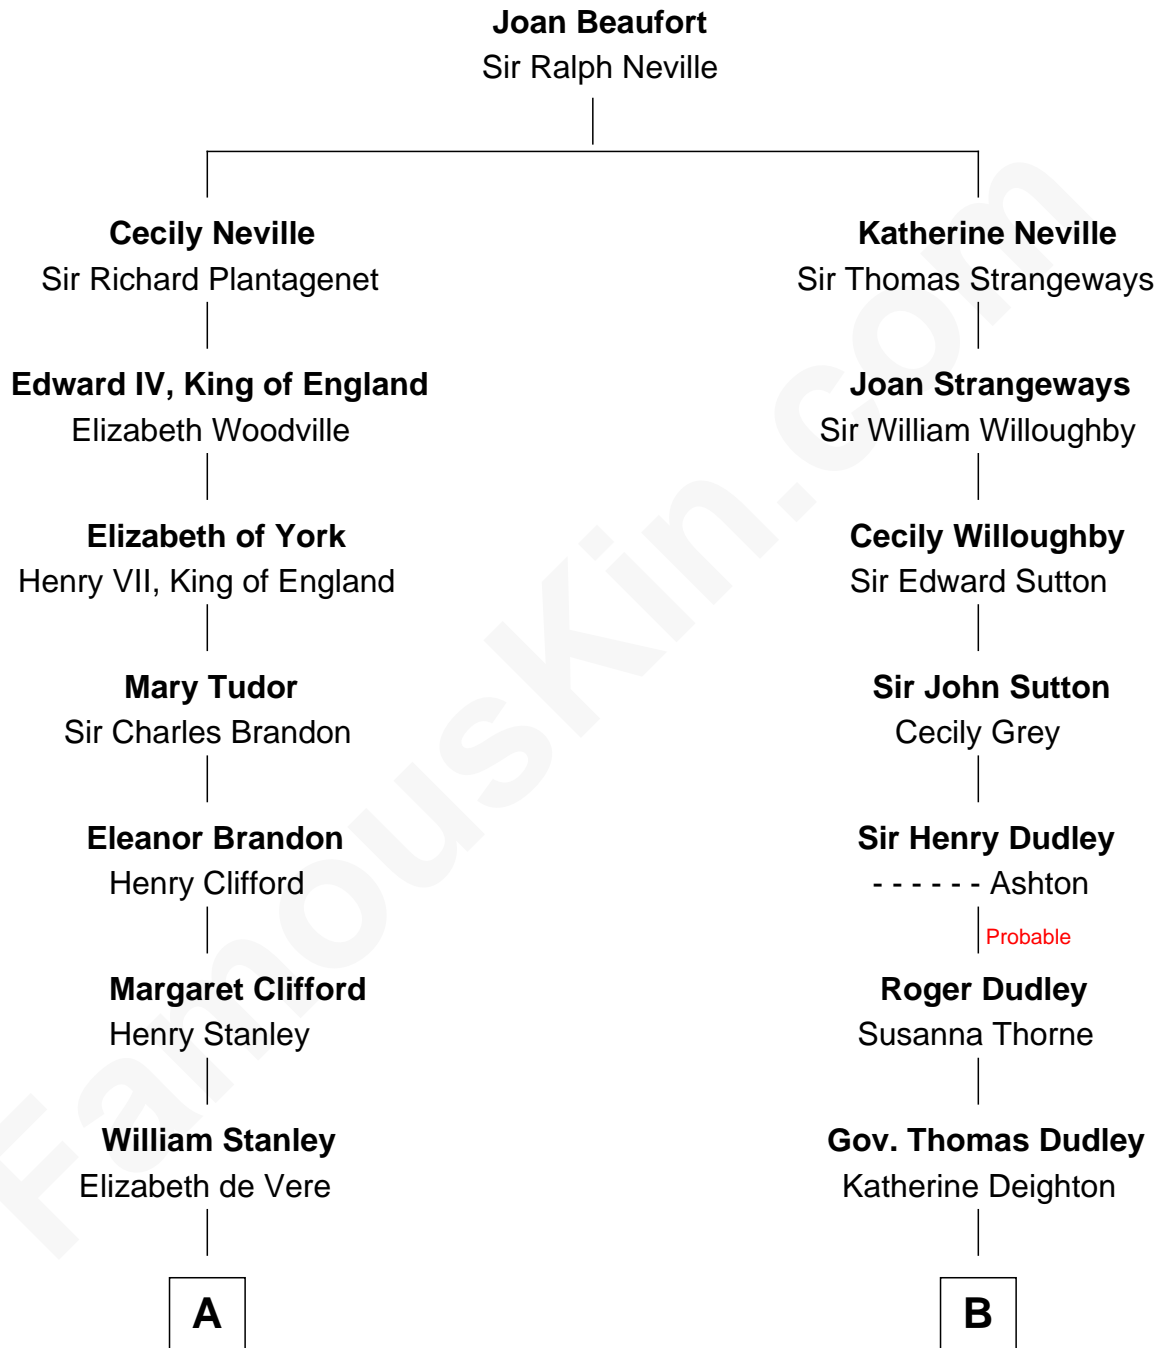 Joan Beaufort
Sir Ralph Neville
Cecily Neville
Sir Richard Plantagenet
Katherine Neville
Sir Thomas Strangeways
Edward IV, King of England
Elizabeth Woodville
Joan Strangeways
Sir William Willoughby
Elizabeth of York
Henry VII, King of England
Cecily Willoughby
Sir Edward Sutton
Mary Tudor
Sir Charles Brandon
Sir John Sutton
Cecily Grey
Eleanor Brandon
Henry Clifford
Sir Henry Dudley
- - - - - - Ashton
Probable
Margaret Clifford
Henry Stanley
Roger Dudley
Susanna Thorne
William Stanley
Elizabeth de Vere
Gov. Thomas Dudley
Katherine Deighton
A
B
FamousKin.com